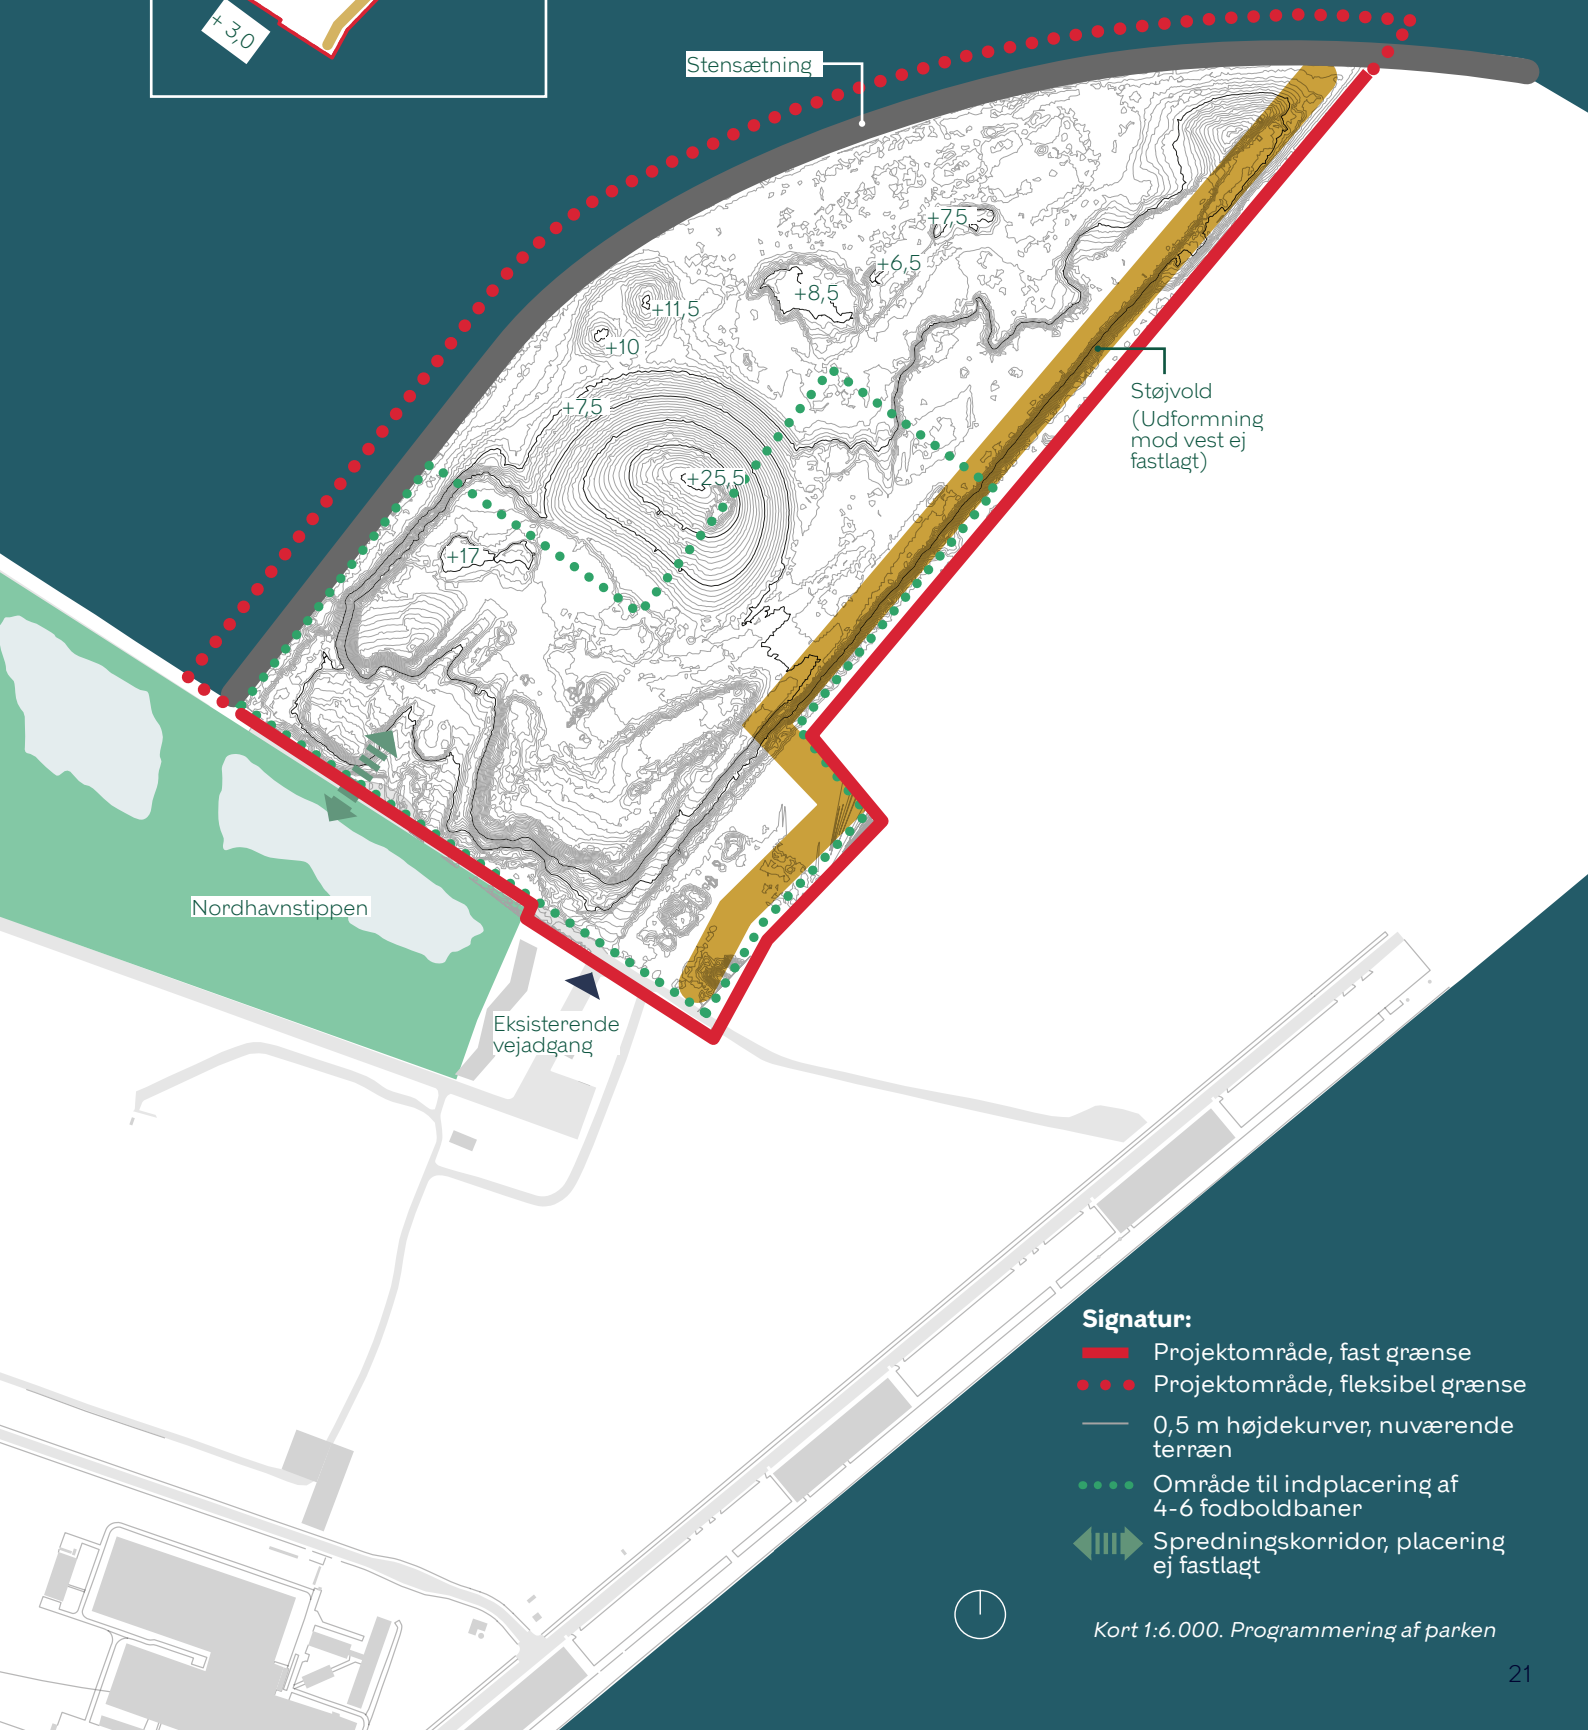 + 3,0
Stensætning
+7,5
+6,5
+8,5
+11,5
+10
+7,5
+25,5
+17
Støjvold
(Udformning
mod vest ej
fastlagt)
Nordhavnstippen
Eksisterende
vejadgang
Signatur:
Projektområde, fast grænse
Projektområde, fleksibel grænse
0,5 m højdekurver, nuværende
terræn
Område til indplacering af
4-6 fodboldbaner
Spredningskorridor, placering
ej fastlagt
Kort 1:6.000. Programmering af parken
21